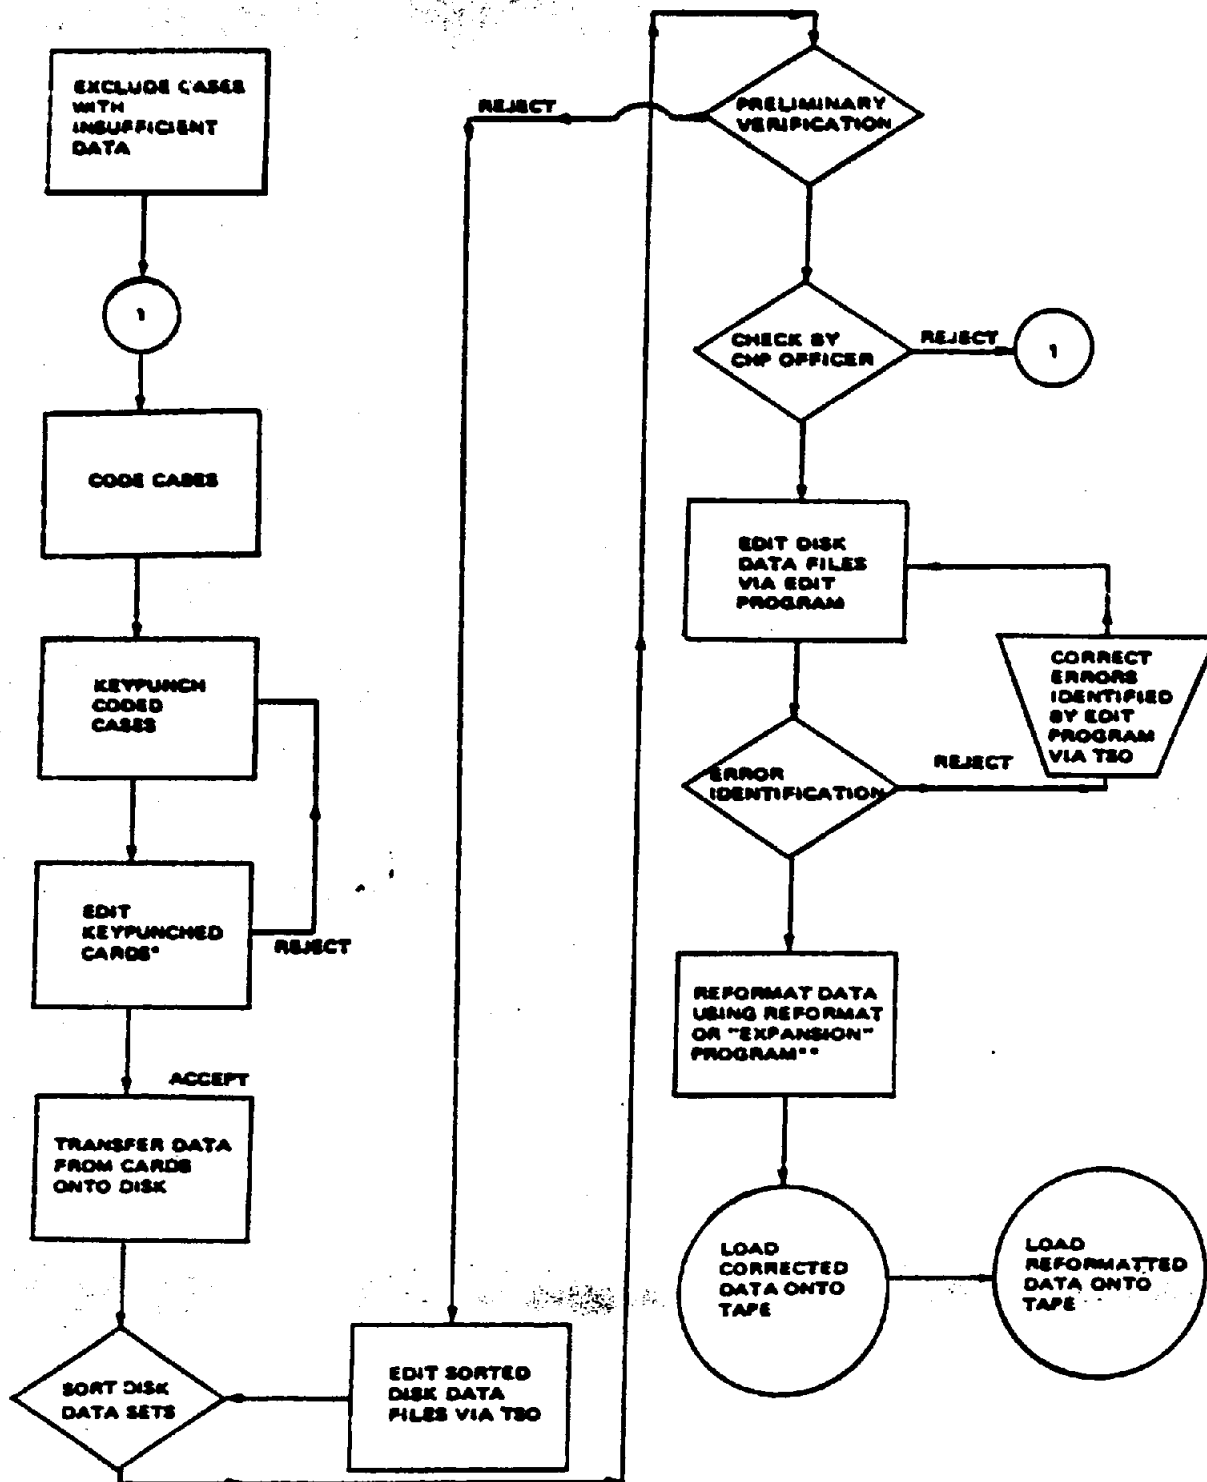 EXCLUDE CASES
WITH
INSUFFICIENT
DATA
1
CODE CASES
KEYPUNCH
CODED
CASES
EDIT
KEYPUNCHED
CARDS*
REJECT
ACCEPT
TRANSFER DATA
FROM CARDS
ONTO DISK
SORT DISK
DATA SETS
EDIT SORTED
DISK DATA
FILES VIA TSO
REJECT
PRELIMINARY
VERIFICATION
CHECK BY
CHP OFFICER
REJECT
1
EDIT DISK
DATA FILES
VIA EDIT
PROGRAM
CORRECT
ERRORS
IDENTIFIED
BY EDIT
PROGRAM
VIA TSO
ERROR
IDENTIFICATION
REJECT
REFORMAT DATA
USING REFORMAT
OR "EXPANSION"
PROGRAM**
LOAD
CORRECTED
DATA ONTO
TAPE
LOAD
REFORMATTED
DATA ONTO
TAPE